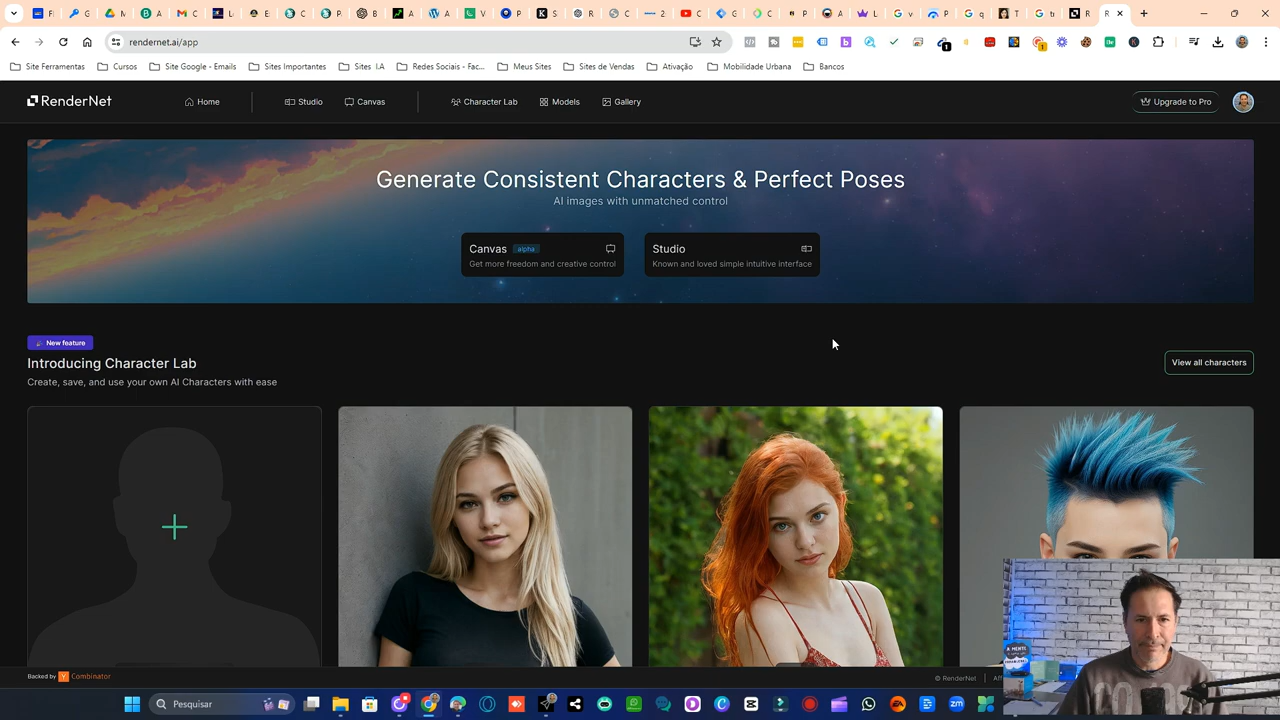 rendernet.ai/app
Site Ferramentas
Cursos
Site Google - Emails
Sites Importantes
Sites I.A
Redes Sociais - Fac...
Meus Sites
Sites de Vendas
Ativação
Mobilidade Urbana
Bancos
RenderNet
Home
Studio
Canvas
Character Lab
Models
Gallery
Upgrade to Pro
Generate Consistent Characters & Perfect Poses
AI images with unmatched control
Canvas alpha
Get more freedom and creative control
Studio
Known and loved simple intuitive interface
New feature
Introducing Character Lab
Create, save, and use your own AI Characters with ease
View all characters
Backed by Y Combinator
© RenderNet
Pesquisar